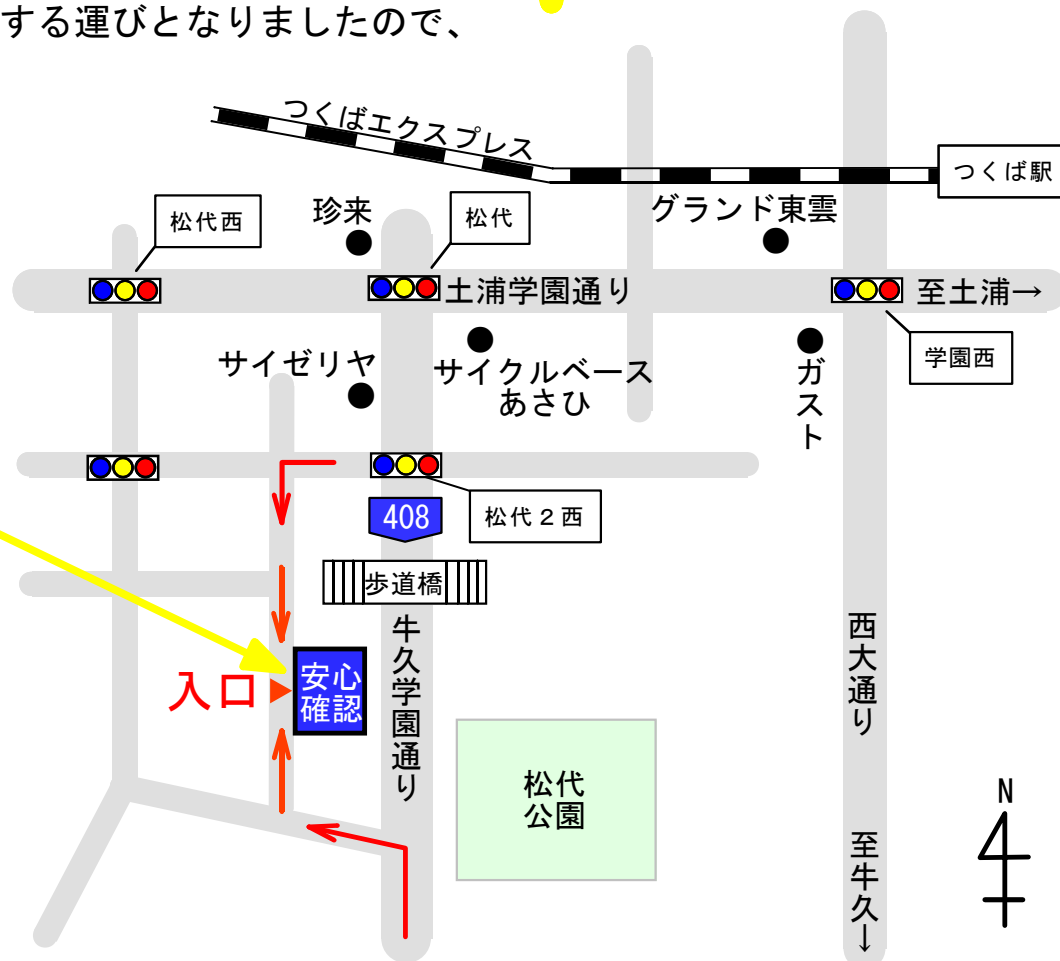 する運びとなりましたので、
つくばエクスプレス
つくば駅
松代西
珍来
松代
グランド東雲
土浦学園通り
至土浦→
学園西
サイゼリヤ
サイクルベース
あさひ
ガスト
408
松代２西
歩道橋
牛久学園通り
西大通り
入口
安心
確認
松代
公園
至牛久↓
N